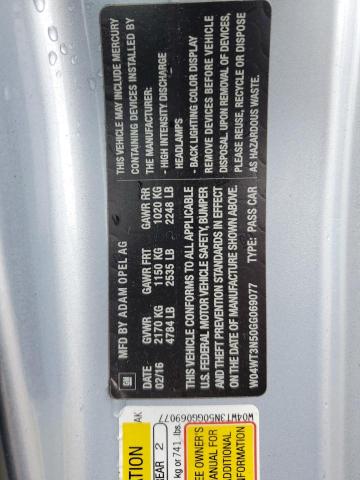 MFD BY ADAM OPEL AG
DATE GVWR GAWR FRT GAWR RR
02/16 2170 KG 1150 KG 1020 KG
4784 LB 2535 LB 2248 LB
THIS VEHICLE CONFORMS TO ALL APPLICABLE
U.S. FEDERAL MOTOR VEHICLE SAFETY, BUMPER
AND THEFT PREVENTION STANDARDS IN EFFECT
ON DATE OF MANUFACTURE SHOWN ABOVE.
W04WT3N50GG069077 TYPE: PASS CAR
THIS VEHICLE MAY INCLUDE MERCURY
CONTAINING DEVICES INSTALLED BY
THE MANUFACTURER:
- HIGH INTENSITY DISCHARGE
HEADLAMPS
- BACK LIGHTING COLOR DISPLAY
REMOVE DEVICES BEFORE VEHICLE
DISPOSAL. UPON REMOVAL OF DEVICES,
PLEASE REUSE, RECYCLE OR DISPOSE
AS HAZARDOUS WASTE.
GM
W04WT3N50GG069077
REAR 2
kg or 741 lbs.
SEE OWNER'S
MANUAL FOR
ADDITIONAL